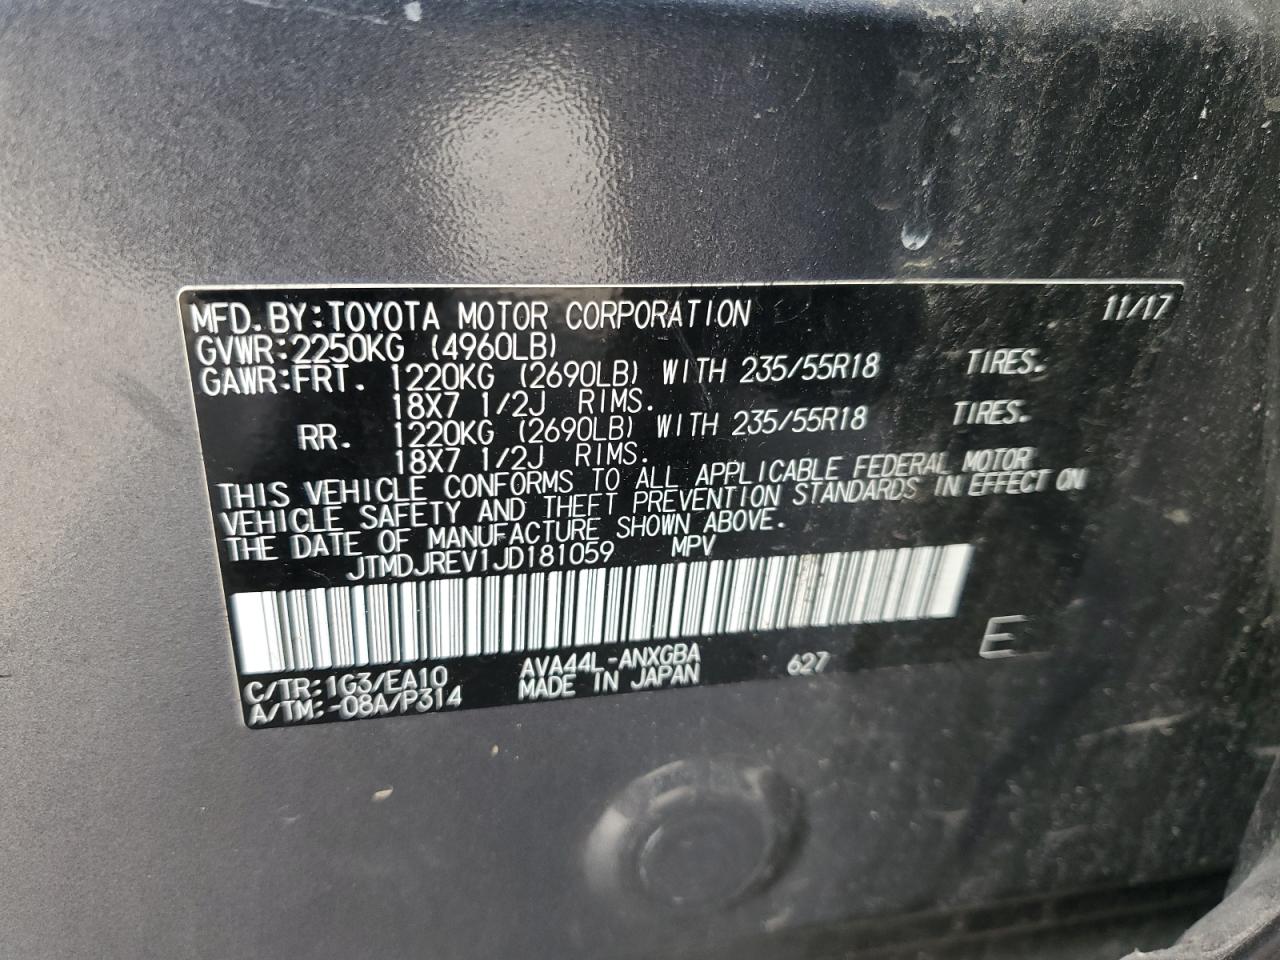 MFD. BY: TOYOTA MOTOR CORPORATION 11/17
GVWR: 2250KG (4960LB)
GAWR: FRT. 1220KG (2690LB) WITH 235/55R18 TIRES.
18X7 1/2J RIMS.
RR. 1220KG (2690LB) WITH 235/55R18 TIRES.
18X7 1/2J RIMS.
THIS VEHICLE CONFORMS TO ALL APPLICABLE FEDERAL MOTOR
VEHICLE SAFETY AND THEFT PREVENTION STANDARDS IN EFFECT ON
THE DATE OF MANUFACTURE SHOWN ABOVE.
JTMDJREV1JD181059 MPV
C/TR: 1G3/EA10 AVA44L-ANXGBA 627 E
A/TM: -08A/P314 MADE IN JAPAN